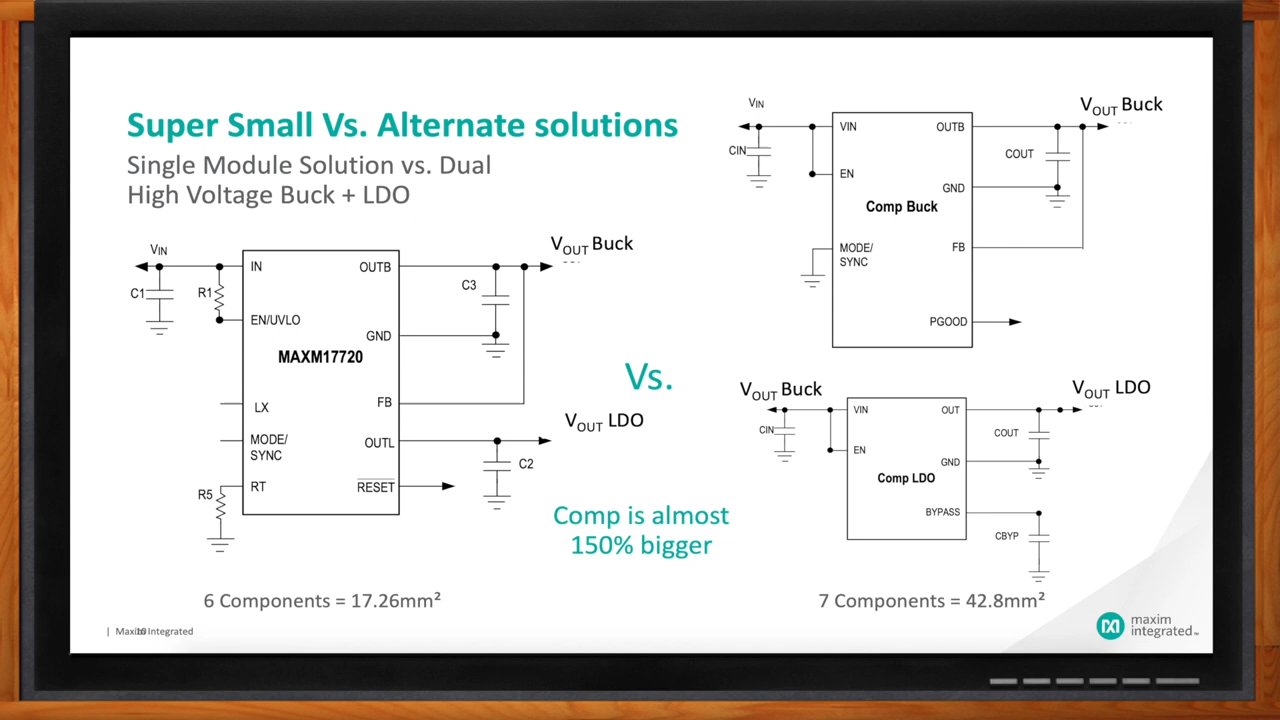 Super Small Vs. Alternate solutions
Single Module Solution vs. Dual
High Voltage Buck + LDO
VIN
C1
R1
IN
EN/UVLO
MAXM17720
LX
MODE/
SYNC
RT
R5
OUTB
GND
FB
OUTL
RESET
C3
VOUT Buck
VOUT LDO
C2
6 Components = 17.26mm²
Vs.
Comp is almost
150% bigger
VIN
CIN
VIN
EN
Comp Buck
MODE/
SYNC
OUTB
GND
FB
PGOOD
COUT
VOUT Buck
VOUT Buck
CIN
VIN
EN
Comp LDO
OUT
GND
BYPASS
COUT
CBYP
VOUT LDO
7 Components = 42.8mm²
| Maxim Integrated
maxim
integrated™